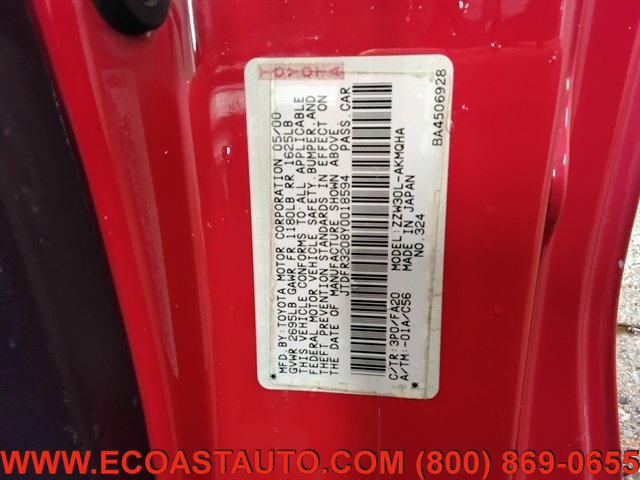 TOYOTA
MFD BY:TOYOTA MOTOR CORPORATION 05/00
GVWR 2695LB GAWR FR 1180LB RR 1625LB
THIS VEHICLE CONFORMS TO ALL APPLICABLE
FEDERAL MOTOR VEHICLE SAFETY,BUMPER,AND
THEFT PREVENTION STANDARDS IN EFFECT ON
THE DATE OF MANUFACTURE SHOWN ABOVE.
JTDFR3208Y0018594 PASS.CAR
C/TR:3P0/FA20 MODEL:ZZW30L-AKMQHA
A/TM:-01A/C56 MADE IN JAPAN
NO.324
BA4506928
WWW.ECOASTAUTO.COM (800) 869-0655